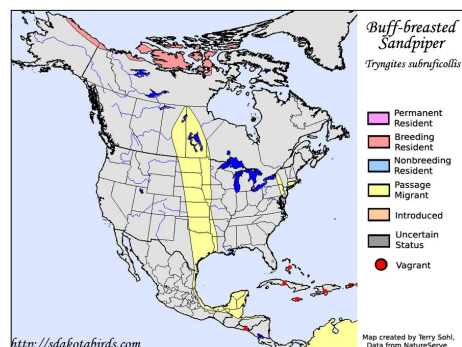 Buff-breasted
Sandpiper
Tryngites subruficollis
Permanent
Resident
Breeding
Resident
Nonbreeding
Resident
Passage
Migrant
Introduced
Uncertain
Status
Vagrant
http://sdakotabirds.com
Map created by Terry Sohl,
Data from NatureServe